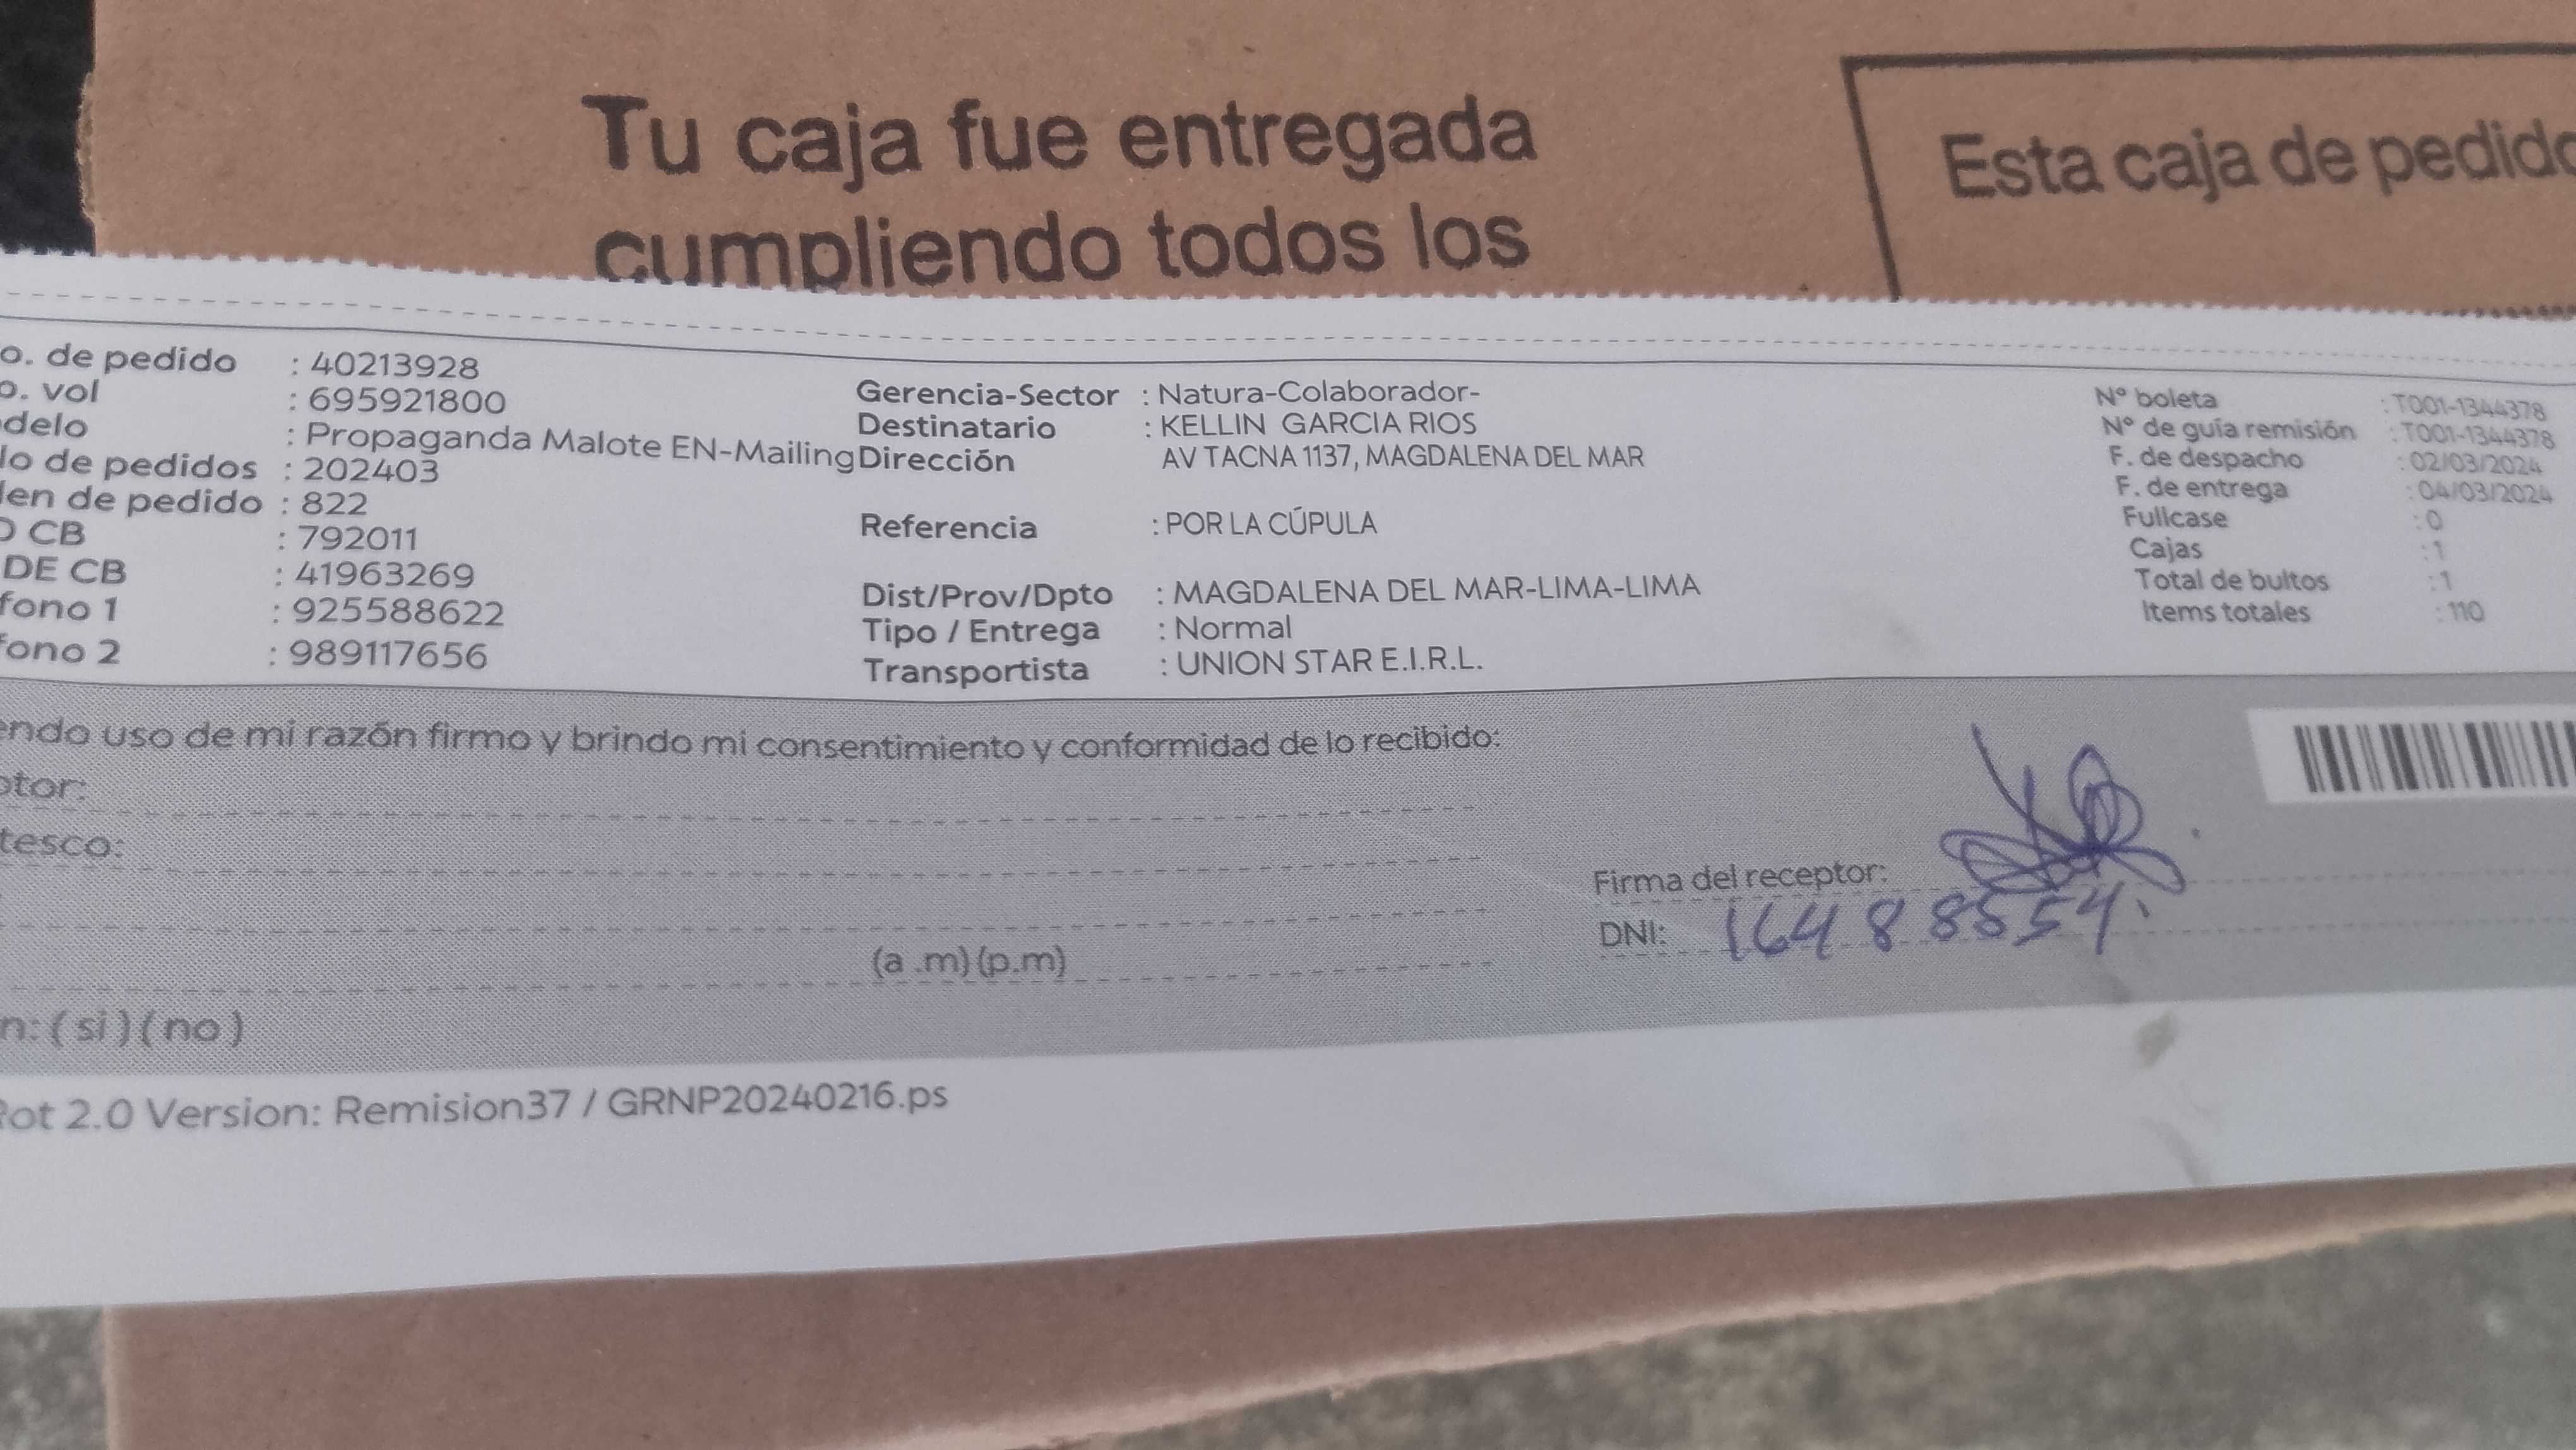 Tu caja fue entregada
cumpliendo todos los
Esta caja de pedido
o. de pedido : 40213928
o. vol : 695921800
delo : Propaganda Malote EN-Mailing
lo de pedidos : 202403
len de pedido : 822
O CB : 792011
DE CB : 41963269
fono 1 : 925588622
fono 2 : 989117656
Gerencia-Sector : Natura-Colaborador-
Destinatario : KELLIN GARCIA RIOS
Dirección AV TACNA 1137, MAGDALENA DEL MAR
Referencia : POR LA CÚPULA
Dist/Prov/Dpto : MAGDALENA DEL MAR-LIMA-LIMA
Tipo / Entrega : Normal
Transportista : UNION STAR E.I.R.L.
Nº boleta : T001-1344378
Nº de guía remisión : T001-1344378
F. de despacho : 02/03/2024
F. de entrega : 04/03/2024
Fullcase : 0
Cajas : 1
Total de bultos : 1
Items totales : 110
endo uso de mi razón firmo y brindo mi consentimiento y conformidad de lo recibido:
ptor:
tesco:
(a .m) (p.m)
n: ( si ) ( no )
Firma del receptor:
DNI: 16488554
Rot 2.0 Version: Remision37 / GRNP20240216.ps